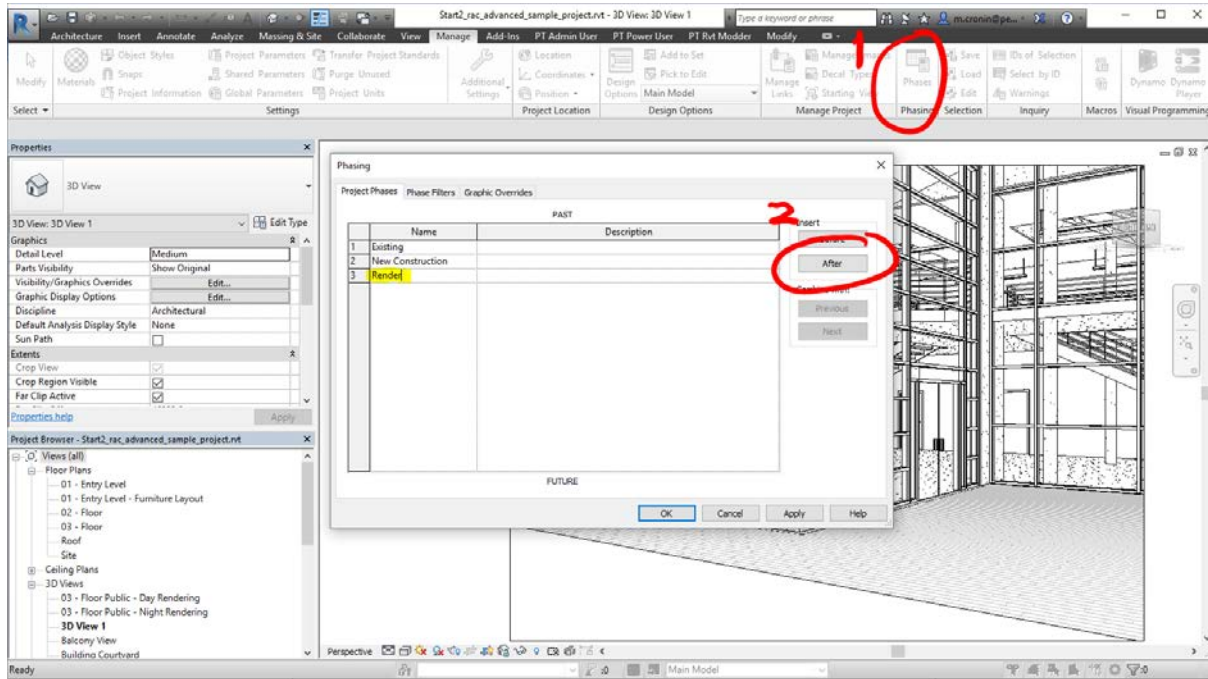 Start2_rac_advanced_sample_project.rvt - 3D View: 3D View 1
Type a keyword or phrase
m.cronin@pe...
Architecture Insert Annotate Analyze Massing & Site Collaborate View Manage Add-Ins PT Admin User PT Power User PT Rvt Modder Modify
1
Modify
Materials
Object Styles
Snaps
Project Information
Project Parameters
Shared Parameters
Global Parameters
Transfer Project Standards
Purge Unused
Project Units
Additional Settings
Location
Coordinates
Position
Design Options
Add to Set
Pick to Edit
Main Model
Manage Links
Decal Types
Phases
Save
Load
Edit
IDs of Selection
Select by ID
Warnings
Dynamo
Dynamo Player
Select Settings Project Location Design Options Manage Project Phasing Selection Inquiry Macros Visual Programming
Properties
3D View
3D View: 3D View 1 Edit Type
Graphics
Detail Level Medium
Parts Visibility Show Original
Visibility/Graphics Overrides Edit...
Graphic Display Options Edit...
Discipline Architectural
Default Analysis Display Style None
Sun Path
Extents
Crop View
Crop Region Visible
Far Clip Active
Properties help Apply
Project Browser - Start2_rac_advanced_sample_project.rvt
Views (all)
Floor Plans
01 - Entry Level
01 - Entry Level - Furniture Layout
02 - Floor
03 - Floor
Roof
Site
Ceiling Plans
3D Views
03 - Floor Public - Day Rendering
03 - Floor Public - Night Rendering
3D View 1
Balcony View
Building Courtyard
Phasing
Project Phases Phase Filters Graphic Overrides
PAST
Name Description
1 Existing
2 New Construction
3 Render
FUTURE
2
Insert
After
Previous
Next
OK Cancel Apply Help
Perspective
Ready
:0
Main Model
:0